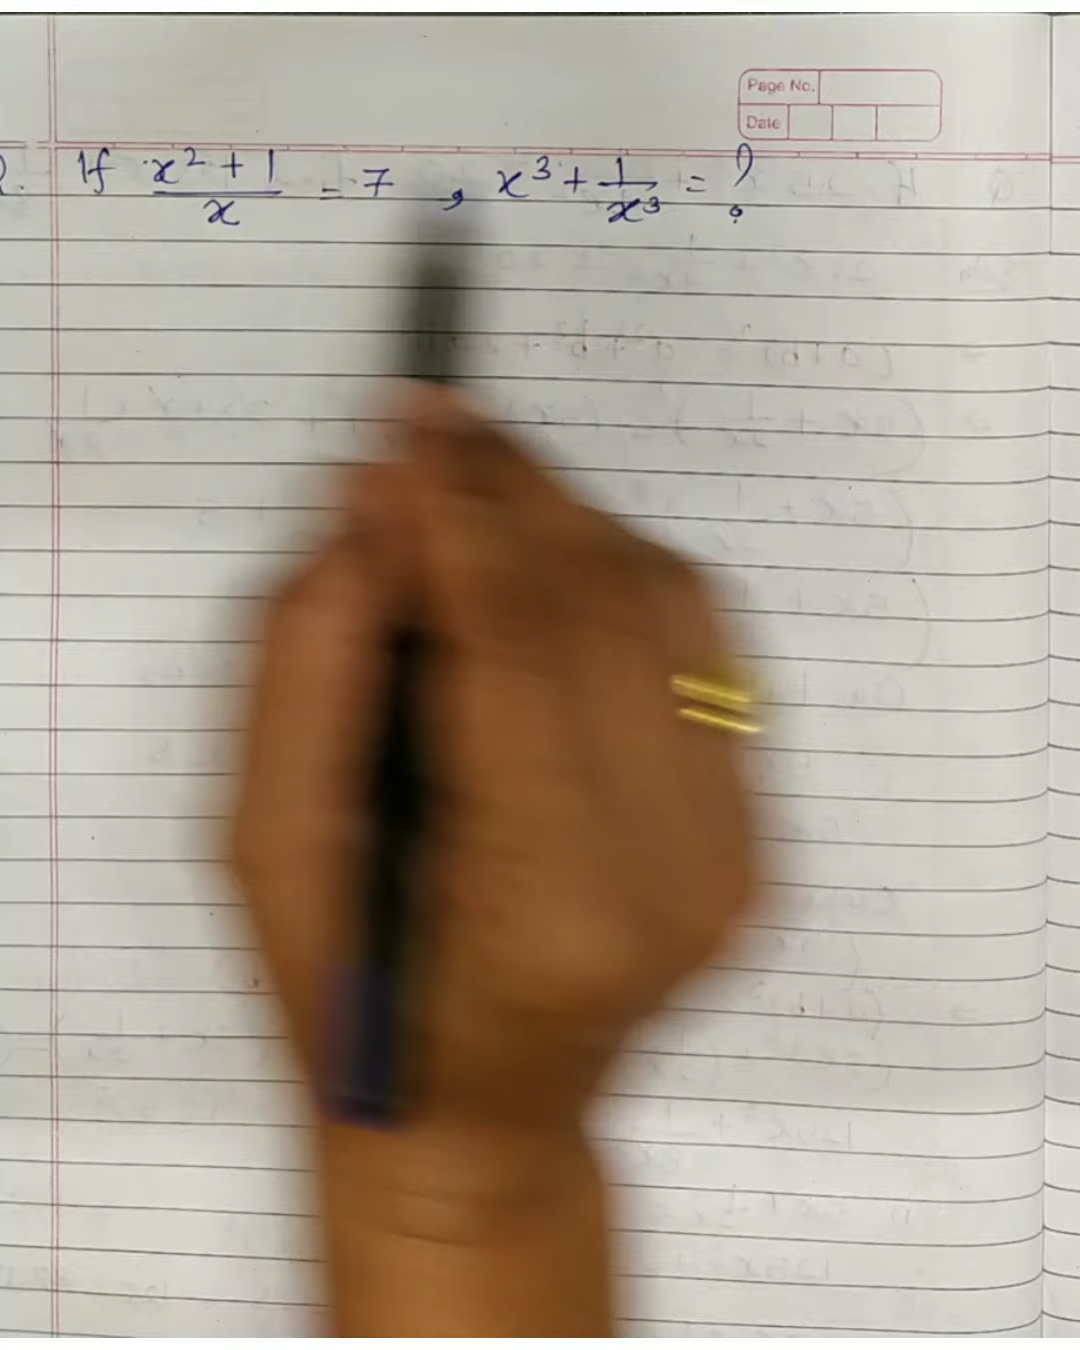 Page No.
Date
Q. If x² + 1 / x = 7 , x³ + 1 / x³ = ?